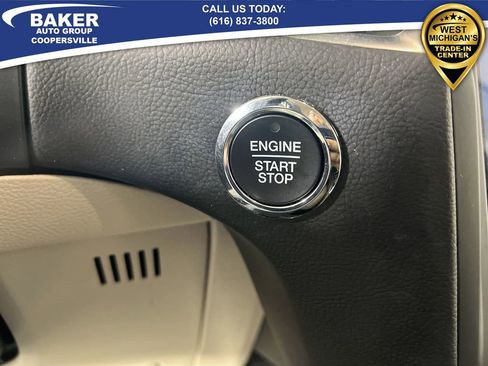 BAKER
AUTO GROUP
COOPERSVILLE
CALL US TODAY:
(616) 837-3800
WEST
MICHIGAN'S
TRADE-IN
CENTER
ENGINE
START
STOP